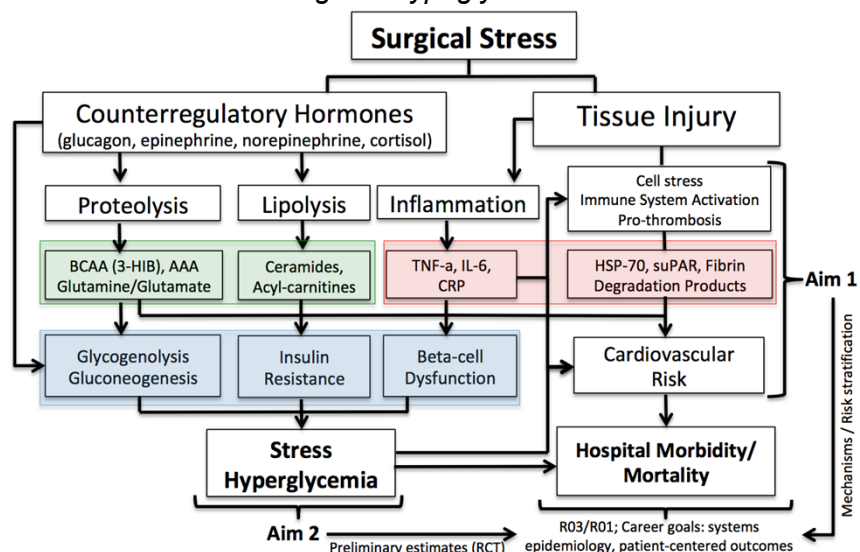 Surgical Stress
Counterregulatory Hormones
(glucagon, epinephrine, norepinephrine, cortisol)
Tissue Injury
Proteolysis
Lipolysis
Inflammation
Cell stress
Immune System Activation
Pro-thrombosis
BCAA (3-HIB), AAA
Glutamine/Glutamate
Ceramides,
Acyl-carnitines
TNF-a, IL-6,
CRP
HSP-70, suPAR, Fibrin
Degradation Products
Aim 1
Glycogenolysis
Gluconeogenesis
Insulin
Resistance
Beta-cell
Dysfunction
Cardiovascular
Risk
Stress
Hyperglycemia
Hospital Morbidity/
Mortality
Mechanisms / Risk stratification
Aim 2
Preliminary estimates (RCT)
R03/R01; Career goals: systems
epidemiology, patient-centered outcomes